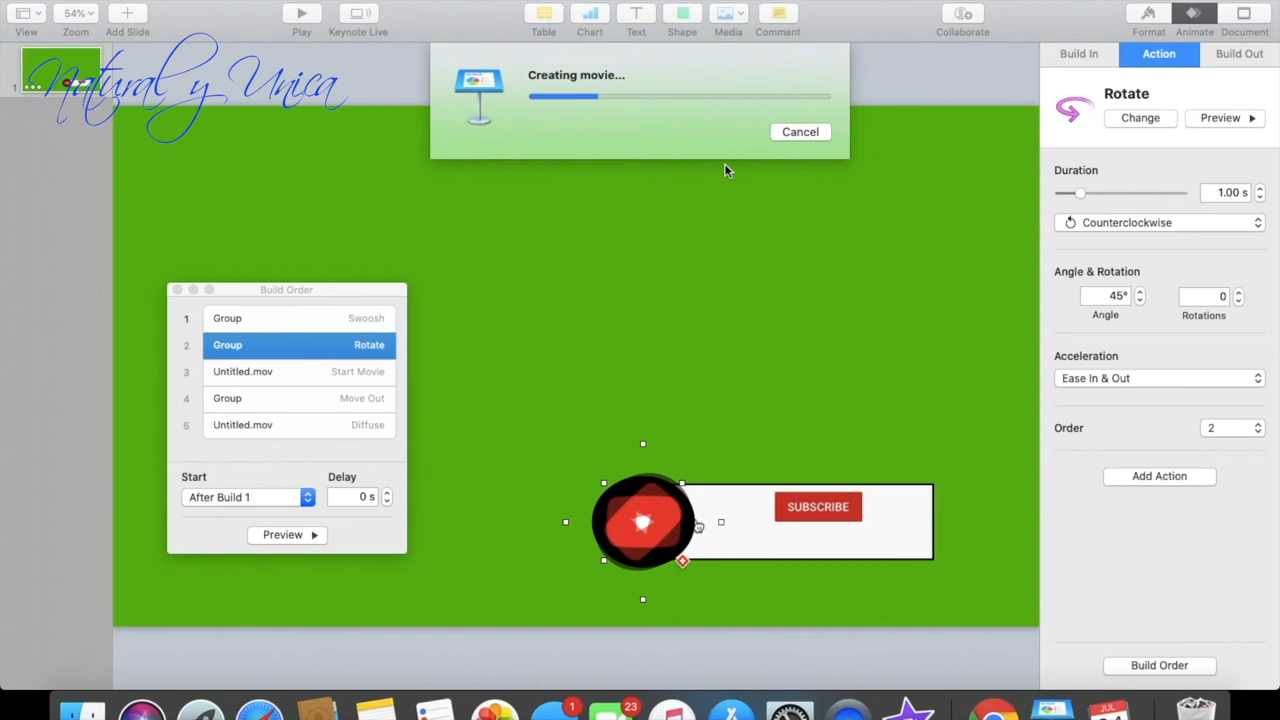 54%
View
Zoom
Add Slide
Play
Keynote Live
Table
Chart
Text
Shape
Media
Comment
Collaborate
Format
Animate
Document
1
Natural y Unica
Creating movie...
Cancel
Build In
Action
Build Out
Rotate
Change
Preview
Duration
1.00 s
Counterclockwise
Angle & Rotation
45°
0
Angle
Rotations
Acceleration
Ease In & Out
Order
2
Add Action
Build Order
Build Order
1 Group Swoosh
2 Group Rotate
3 Untitled.mov Start Movie
4 Group Move Out
5 Untitled.mov Diffuse
Start
Delay
After Build 1
0 s
Preview
SUBSCRIBE
1
23
JUL